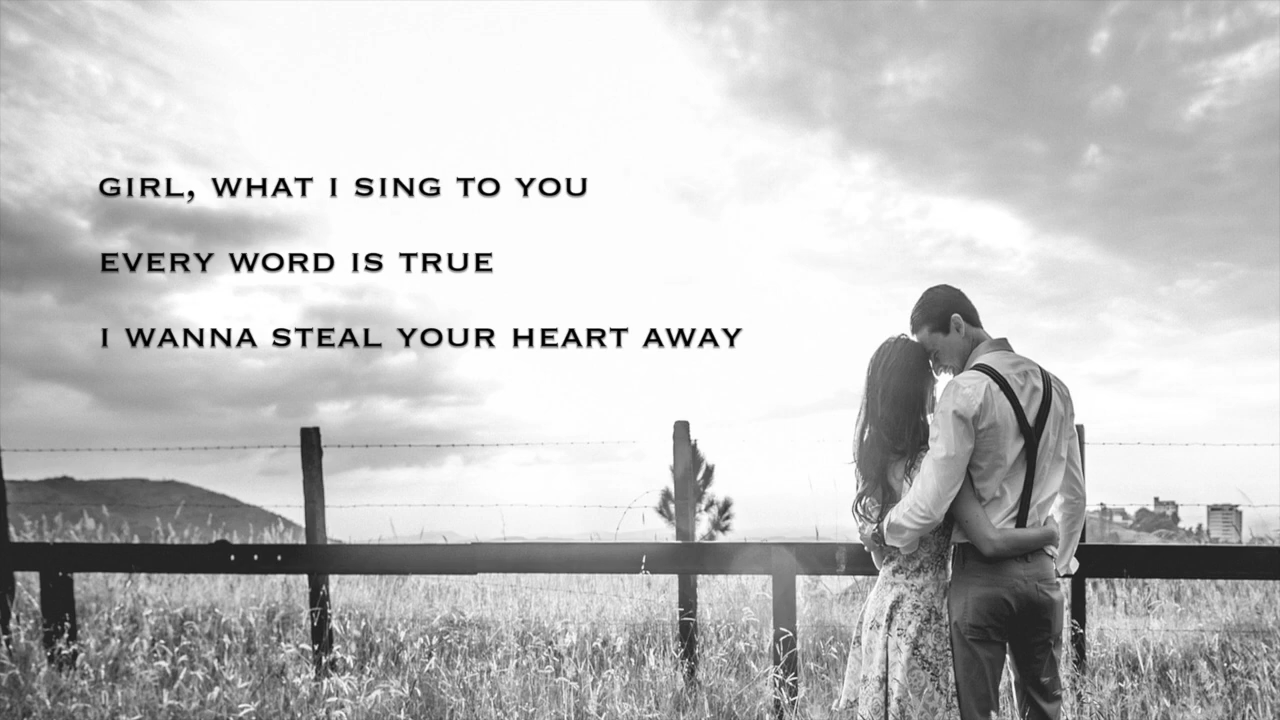 GIRL, WHAT I SING TO YOU
EVERY WORD IS TRUE
I WANNA STEAL YOUR HEART AWAY